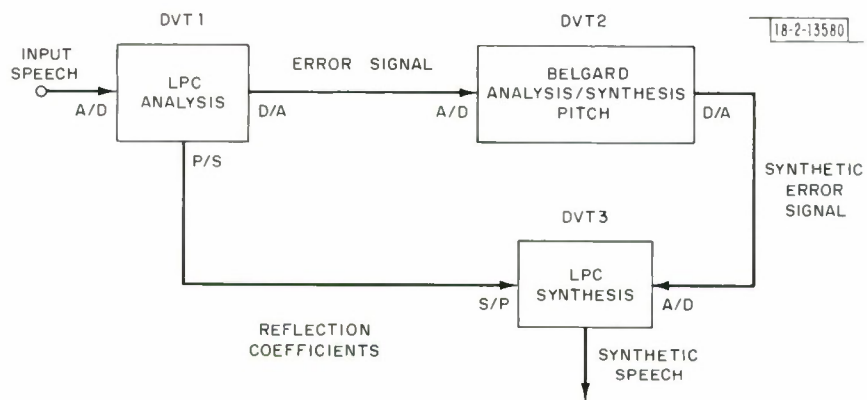 DVT 1
DVT2
18-2-13580
INPUT
SPEECH
A/D
LPC
ANALYSIS
D/A
ERROR SIGNAL
A/D
BELGARD
ANALYSIS/SYNTHESIS
PITCH
D/A
P/S
SYNTHETIC
ERROR
SIGNAL
DVT3
S/P
LPC
SYNTHESIS
A/D
REFLECTION
COEFFICIENTS
SYNTHETIC
SPEECH